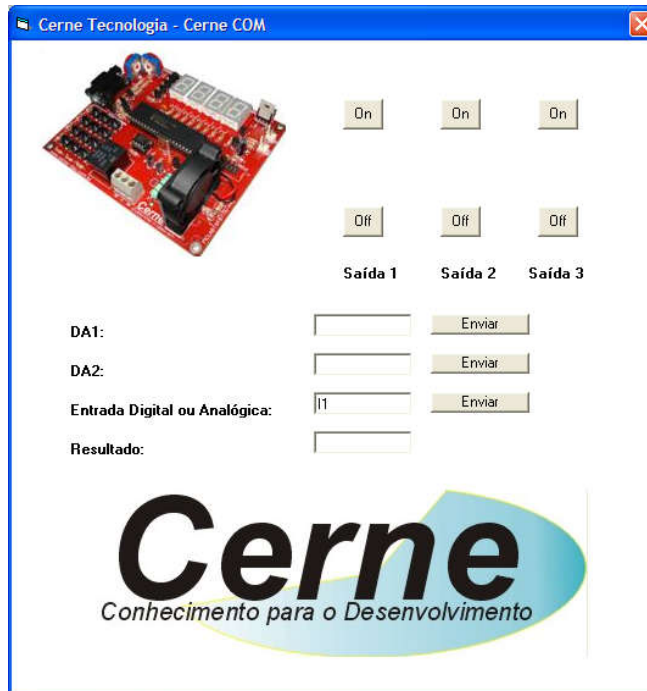 Cerne Tecnologia - Cerne COM
On On On
Off Off Off
Saída 1 Saída 2 Saída 3
DA1: Enviar
DA2: Enviar
Entrada Digital ou Analógica: I1 Enviar
Resultado:
Cerne
Conhecimento para o Desenvolvimento